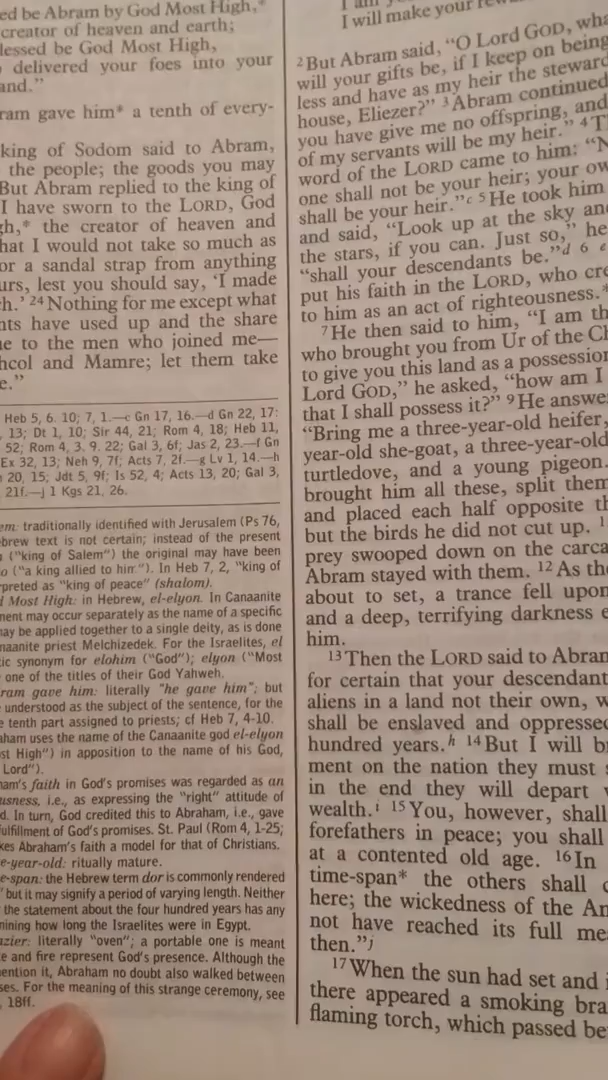 ed be Abram by God Most High,*
creator of heaven and earth;
lessed be God Most High,
delivered your foes into your
and."
ram gave him* a tenth of every-
king of Sodom said to Abram,
the people; the goods you may
But Abram replied to the king of
I have sworn to the LORD, God
gh,* the creator of heaven and
hat I would not take so much as
or a sandal strap from anything
urs, lest you should say, 'I made
h.' 24 Nothing for me except what
nts have used up and the share
e to the men who joined me—
hcol and Mamre; let them take
e."
Heb 5, 6. 10; 7, 1.—c Gn 17, 16.—d Gn 22, 17:
13; Dt 1, 10; Sir 44, 21; Rom 4, 18; Heb 11,
52; Rom 4, 3. 9. 22; Gal 3, 6f; Jas 2, 23.—f Gn
Ex 32, 13; Neh 9, 7f; Acts 7, 2f.—g Lv 1, 14.—h
20, 15; Jdt 5, 9f; Is 52, 4; Acts 13, 20; Gal 3,
21f.—j 1 Kgs 21, 26.
em: traditionally identified with Jerusalem (Ps 76,
brew text is not certain; instead of the present
("king of Salem") the original may have been
o ("a king allied to him"). In Heb 7, 2, "king of
rpreted as "king of peace" (shalom).
d Most High: in Hebrew, el-elyon. In Canaanite
ment may occur separately as the name of a specific
may be applied together to a single deity, as is done
naanite priest Melchizedek. For the Israelites, el
tic synonym for elohim ("God"); elyon ("Most
one of the titles of their God Yahweh.
ram gave him: literally "he gave him"; but
understood as the subject of the sentence, for the
e tenth part assigned to priests; cf Heb 7, 4-10.
aham uses the name of the Canaanite god el-elyon
st High") in apposition to the name of his God,
Lord").
ham's faith in God's promises was regarded as an
usness, i.e., as expressing the "right" attitude of
d. In turn, God credited this to Abraham, i.e., gave
ulfillment of God's promises. St. Paul (Rom 4, 1-25;
kes Abraham's faith a model for that of Christians.
e-year-old: ritually mature.
e-span: the Hebrew term dor is commonly rendered
but it may signify a period of varying length. Neither
the statement about the four hundred years has any
mining how long the Israelites were in Egypt.
azier: literally "oven"; a portable one is meant
e and fire represent God's presence. Although the
ention it, Abraham no doubt also walked between
ses. For the meaning of this strange ceremony, see
, 18ff.
I will make your
2 But Abram said, "O Lord GOD, wha
will your gifts be, if I keep on being
less and have as my heir the steward
house, Eliezer?" 3 Abram continued
you have give me no offspring, and
of my servants will be my heir." 4 T
word of the LORD came to him: "N
one shall not be your heir; your ow
shall be your heir."c 5 He took him
and said, "Look up at the sky and
the stars, if you can. Just so," he
"shall your descendants be."d 6 e
put his faith in the LORD, who cre
to him as an act of righteousness.*
7 He then said to him, "I am th
who brought you from Ur of the Ch
to give you this land as a possession
Lord GOD," he asked, "how am I
that I shall possess it?" 9 He answe
"Bring me a three-year-old heifer,
year-old she-goat, a three-year-old
turtledove, and a young pigeon.
brought him all these, split them
and placed each half opposite th
but the birds he did not cut up. 1
prey swooped down on the carca
Abram stayed with them. 12 As the
about to set, a trance fell upon
and a deep, terrifying darkness e
him.
13 Then the LORD said to Abram
for certain that your descendant
aliens in a land not their own, w
shall be enslaved and oppressed
hundred years.h 14 But I will br
ment on the nation they must s
in the end they will depart w
wealth.i 15 You, however, shall
forefathers in peace; you shall
at a contented old age. 16 In
time-span* the others shall c
here; the wickedness of the Am
not have reached its full me
then."j
17 When the sun had set and i
there appeared a smoking bra
flaming torch, which passed be